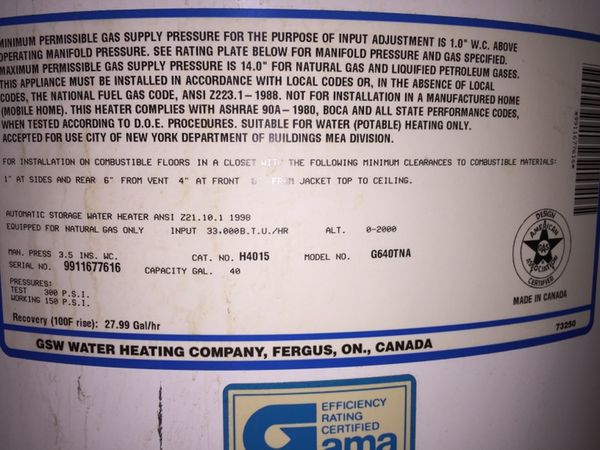 MINIMUM PERMISSIBLE GAS SUPPLY PRESSURE FOR THE PURPOSE OF INPUT ADJUSTMENT IS 1.0" W.C. ABOVE
OPERATING MANIFOLD PRESSURE. SEE RATING PLATE BELOW FOR MANIFOLD PRESSURE AND GAS SPECIFIED.
MAXIMUM PERMISSIBLE GAS SUPPLY PRESSURE IS 14.0" FOR NATURAL GAS AND LIQUIFIED PETROLEUM GASES.
THIS APPLIANCE MUST BE INSTALLED IN ACCORDANCE WITH LOCAL CODES OR, IN THE ABSENCE OF LOCAL
CODES, THE NATIONAL FUEL GAS CODE, ANSI Z223.1-1988. NOT FOR INSTALLATION IN A MANUFACTURED HOME
(MOBILE HOME). THIS HEATER COMPLIES WITH ASHRAE 90A-1980, BOCA AND ALL STATE PERFORMANCE CODES,
WHEN TESTED ACCORDING TO D.O.E. PROCEDURES. SUITABLE FOR WATER (POTABLE) HEATING ONLY.
ACCEPTED FOR USE CITY OF NEW YORK DEPARTMENT OF BUILDINGS MEA DIVISION.
FOR INSTALLATION ON COMBUSTIBLE FLOORS IN A CLOSET WITH THE FOLLOWING MINIMUM CLEARANCES TO COMBUSTIBLE MATERIALS:
1" AT SIDES AND REAR 6" FROM VENT 4" AT FRONT FROM JACKET TOP TO CEILING.
AUTOMATIC STORAGE WATER HEATER ANSI Z21.10.1 1998
EQUIPPED FOR NATURAL GAS ONLY INPUT 33,000B.T.U./HR ALT. 0-2000
MAN. PRESS 3.5 INS. WC. CAT. NO. H4015 MODEL NO. G640TNA
SERIAL NO. 9911677616 CAPACITY GAL. 40
PRESSURES:
TEST 300 P.S.I.
WORKING 150 P.S.I.
Recovery (100F rise): 27.99 Gal/hr
DESIGN
AMERICAN
GAS
ASSOCIATION
CERTIFIED
MADE IN CANADA
73250
GSW WATER HEATING COMPANY, FERGUS, ON., CANADA
EFFICIENCY
RATING
CERTIFIED
ama